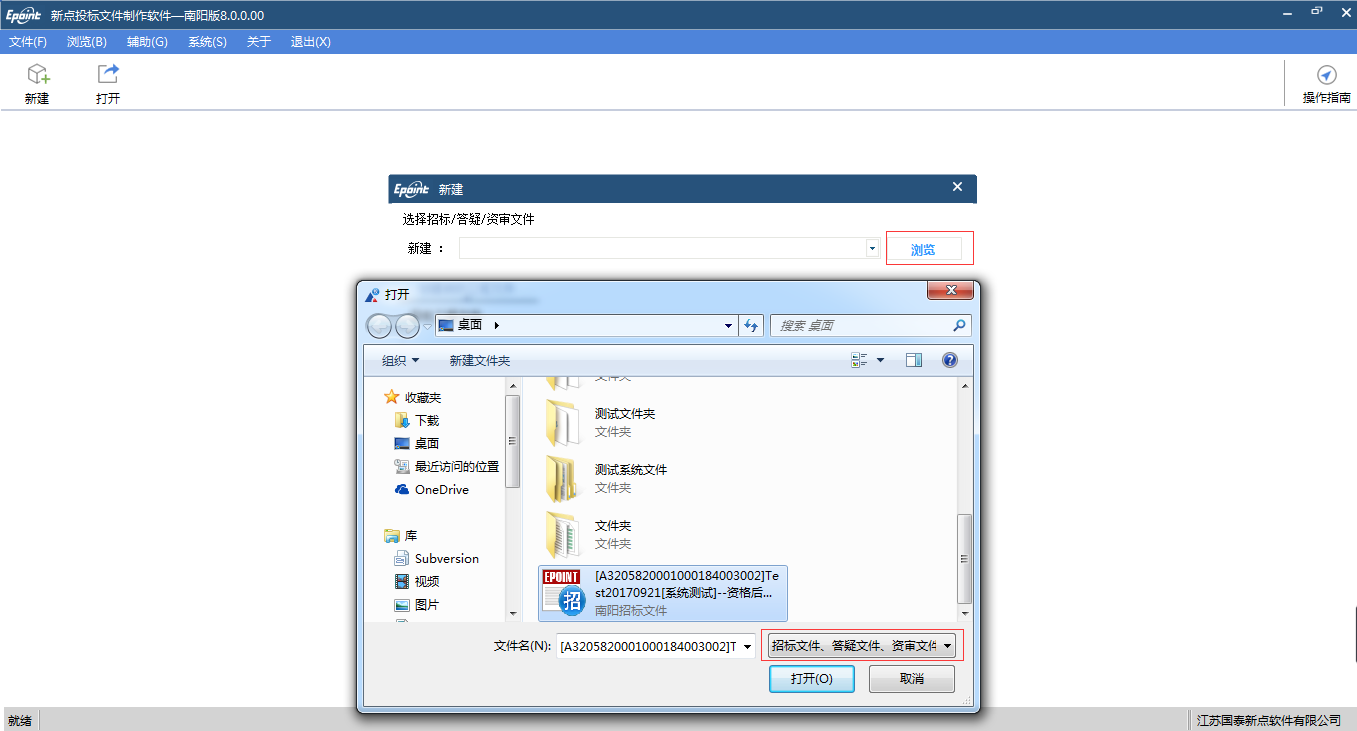 Epoint 新点投标文件制作软件—南阳版8.0.0.00
文件(F) 浏览(B) 辅助(G) 系统(S) 关于 退出(X)
新建 打开 操作指南
Epoint 新建
选择招标/答疑/资审文件
新建 ： 浏览
打开
桌面 搜索 桌面
组织 新建文件夹
收藏夹
下载
桌面
最近访问的位置
OneDrive
库
Subversion
视频
图片
文件夹
测试文件夹
文件夹
测试系统文件
文件夹
文件夹
文件夹
EPOINT
招
[A3205820001000184003002]Te
st20170921[系统测试]--资格后...
南阳招标文件
文件名(N): [A3205820001000184003002]T 招标文件、答疑文件、资审文件
打开(O) 取消
就绪 江苏国泰新点软件有限公司